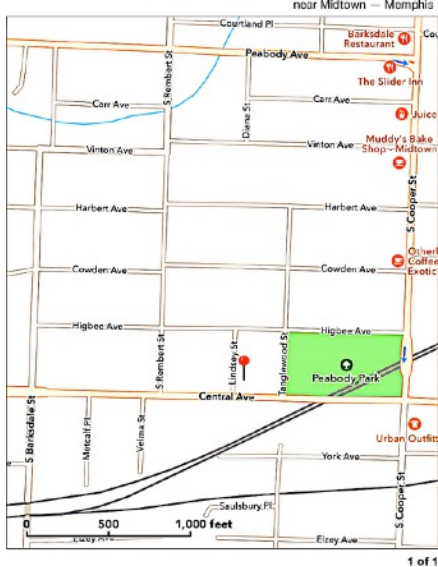 near Midtown — Memphis
Courtland Pl
Barksdale
Restaurant
Peabody Ave
The Slider Inn
S Rembert St
Carr Ave
Carr Ave
Diana St
Juice
Vinton Ave
Vinton Ave
Muddy's Bake
Shop - Midtown
S Cooper St
Harbert Ave
Harbert Ave
Cowden Ave
Cowden Ave
Coffee
Exotic
Higbee Ave
Higbee Ave
S Rembert St
Lindsey St
Tanglewood St
Peabody Park
Central Ave
S Barksdale St
Metcalf Pl
Velma St
Urban Outfit
York Ave
S Cooper St
Saulsbury Pl
0 500 1,000 feet
Elzey Ave
Elzey Ave
1 of 1